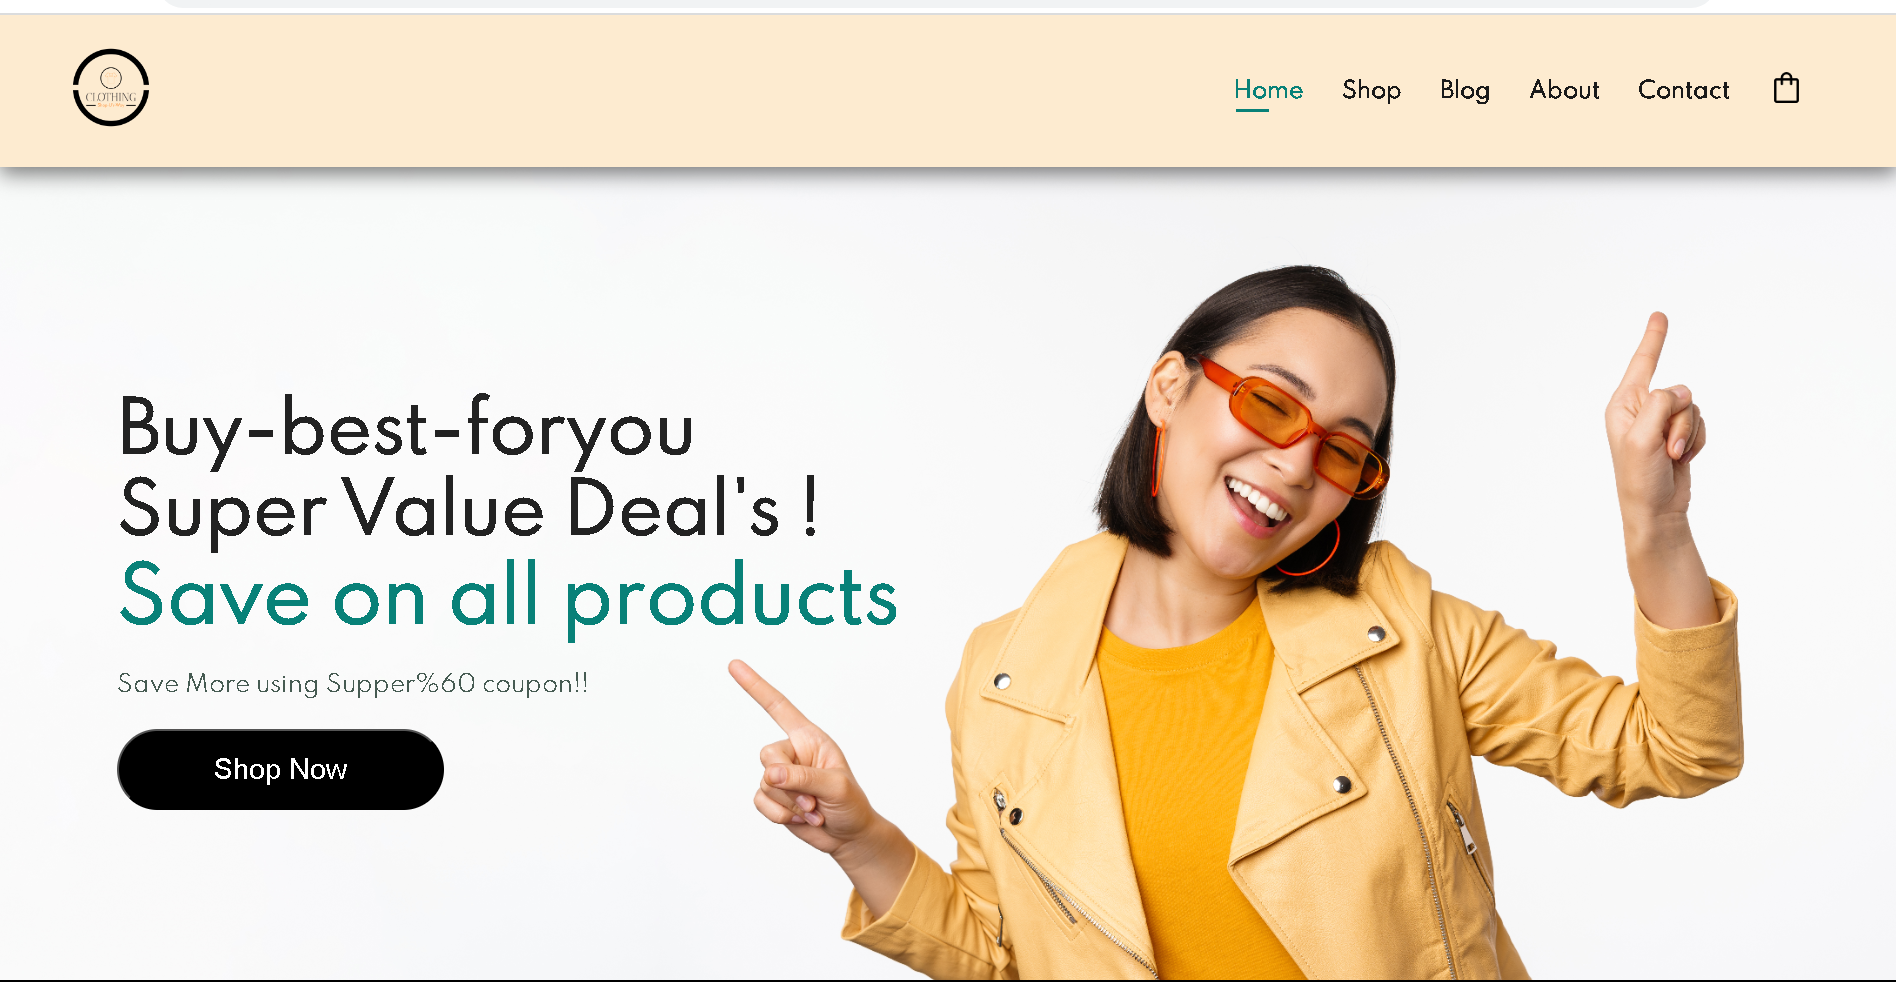 CLOTHING
Home Shop Blog About Contact
Buy-best-foryou
Super Value Deal's !
Save on all products
Save More using Supper%60 coupon!!
Shop Now